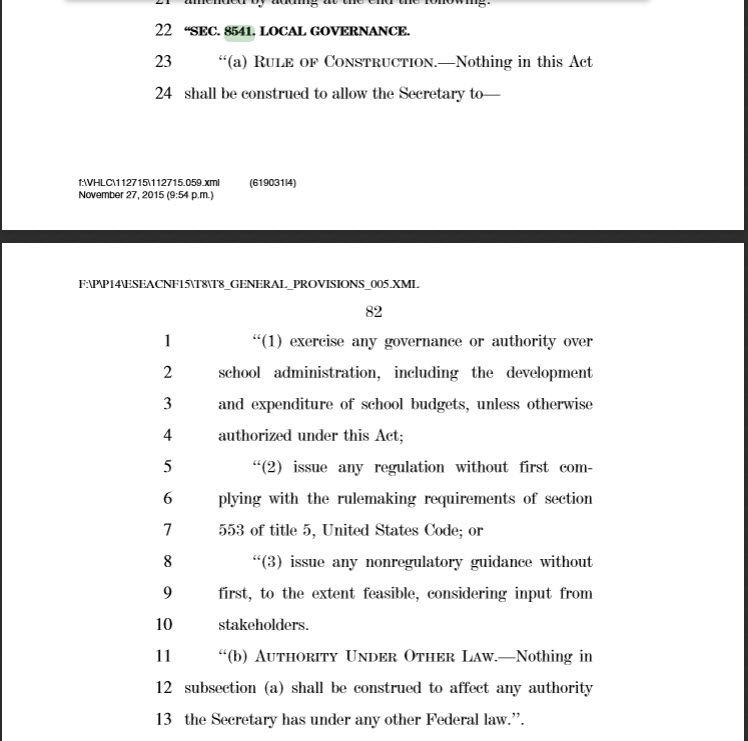 21 amended by adding at the end the following:
22 “SEC. 8541. LOCAL GOVERNANCE.
23 “(a) RULE OF CONSTRUCTION.—Nothing in this Act
24 shall be construed to allow the Secretary to—
f:\VHLC\112715\112715.059.xml (619031|4)
November 27, 2015 (9:54 p.m.)
F:\P\P14\ESEACNF15\T8\T8_GENERAL_PROVISIONS_005.XML
82
1 “(1) exercise any governance or authority over
2 school administration, including the development
3 and expenditure of school budgets, unless otherwise
4 authorized under this Act;
5 “(2) issue any regulation without first com-
6 plying with the rulemaking requirements of section
7 553 of title 5, United States Code; or
8 “(3) issue any nonregulatory guidance without
9 first, to the extent feasible, considering input from
10 stakeholders.
11 “(b) AUTHORITY UNDER OTHER LAW.—Nothing in
12 subsection (a) shall be construed to affect any authority
13 the Secretary has under any other Federal law.”.